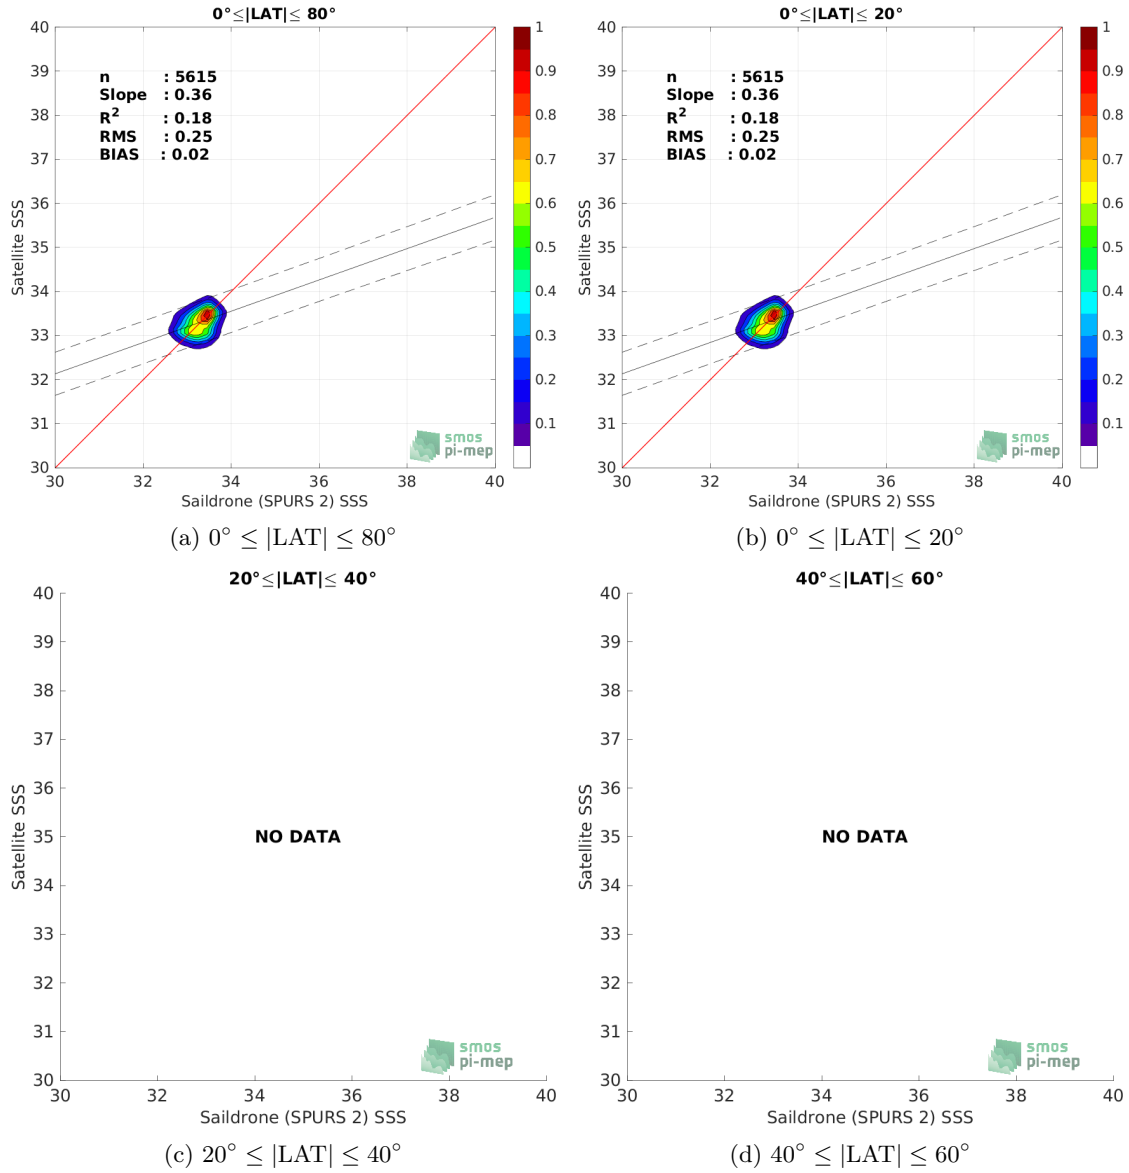 0°≤|LAT|≤ 80°
40
39
38
37
36
35
34
33
32
31
30
Satellite SSS
n : 5615
Slope : 0.36
R² : 0.18
RMS : 0.25
BIAS : 0.02
smos
pi-mep
30 32 34 36 38 40
Saildrone (SPURS 2) SSS
1
0.9
0.8
0.7
0.6
0.5
0.4
0.3
0.2
0.1
(a) 0° ≤ |LAT| ≤ 80°
0°≤|LAT|≤ 20°
40
39
38
37
36
35
34
33
32
31
30
Satellite SSS
n : 5615
Slope : 0.36
R² : 0.18
RMS : 0.25
BIAS : 0.02
smos
pi-mep
30 32 34 36 38 40
Saildrone (SPURS 2) SSS
1
0.9
0.8
0.7
0.6
0.5
0.4
0.3
0.2
0.1
(b) 0° ≤ |LAT| ≤ 20°
20°≤|LAT|≤ 40°
40
39
38
37
36
35
34
33
32
31
30
Satellite SSS
NO DATA
smos
pi-mep
30 32 34 36 38 40
Saildrone (SPURS 2) SSS
(c) 20° ≤ |LAT| ≤ 40°
40°≤|LAT|≤ 60°
40
39
38
37
36
35
34
33
32
31
30
Satellite SSS
NO DATA
smos
pi-mep
30 32 34 36 38 40
Saildrone (SPURS 2) SSS
(d) 40° ≤ |LAT| ≤ 60°